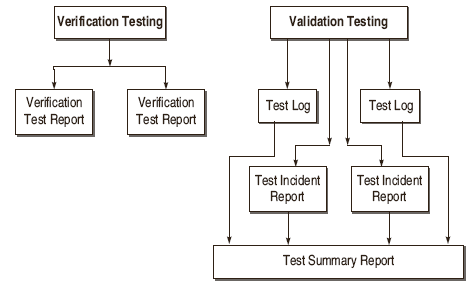 Verification Testing
Validation Testing
Verification
Test Report
Verification
Test Report
Test Log
Test Log
Test Incident
Report
Test Incident
Report
Test Summary Report